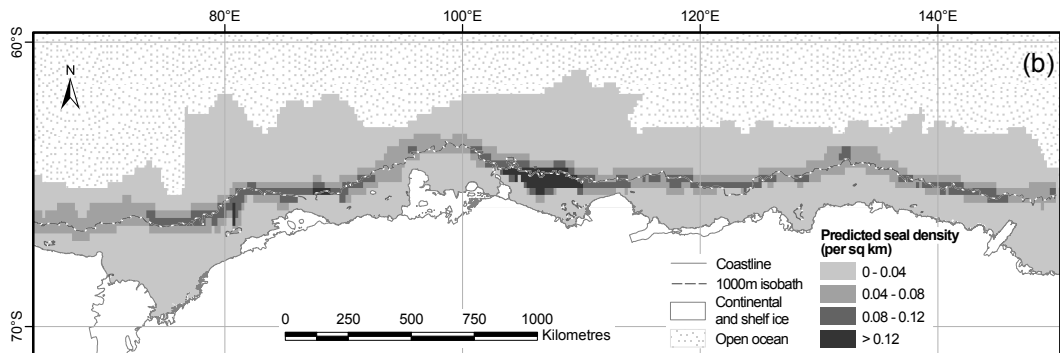 80°E 100°E 120°E 140°E
60°S
(b)
N
70°S
0 250 500 750 1000
Kilometres
Coastline
1000m isobath
Continental
and shelf ice
Open ocean
Predicted seal density
(per sq km)
0 - 0.04
0.04 - 0.08
0.08 - 0.12
> 0.12